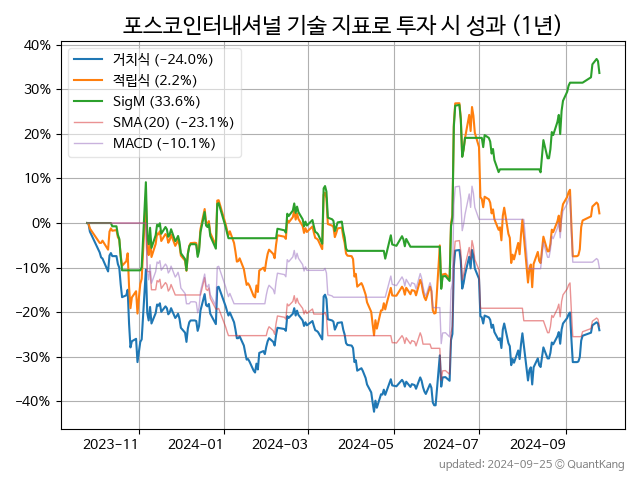 포스코인터내셔널 기술 지표로 투자 시 성과 (1년)
40%
30%
20%
10%
0%
−10%
−20%
−30%
−40%
거치식 (−24.0%)
적립식 (2.2%)
SigM (33.6%)
SMA(20) (−23.1%)
MACD (−10.1%)
2023-11
2024-01
2024-03
2024-05
2024-07
2024-09
updated: 2024-09-25 © QuantKang